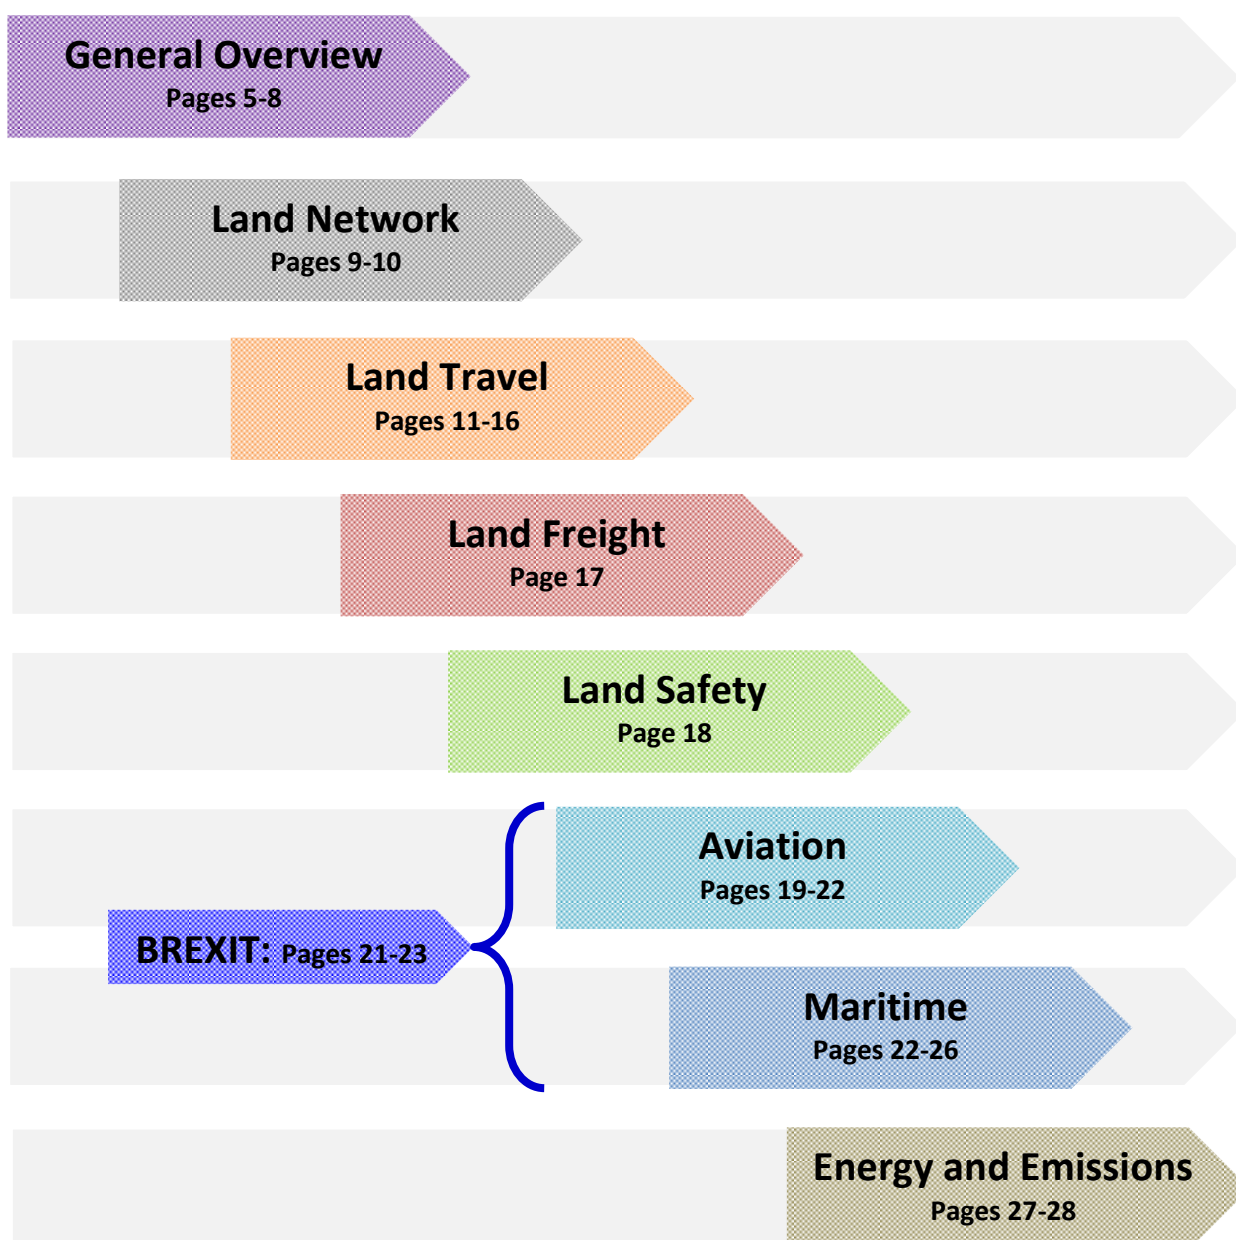 General Overview
Pages 5-8
Land Network
Pages 9-10
Land Travel
Pages 11-16
Land Freight
Page 17
Land Safety
Page 18
Aviation
Pages 19-22
BREXIT: Pages 21-23
Maritime
Pages 22-26
Energy and Emissions
Pages 27-28